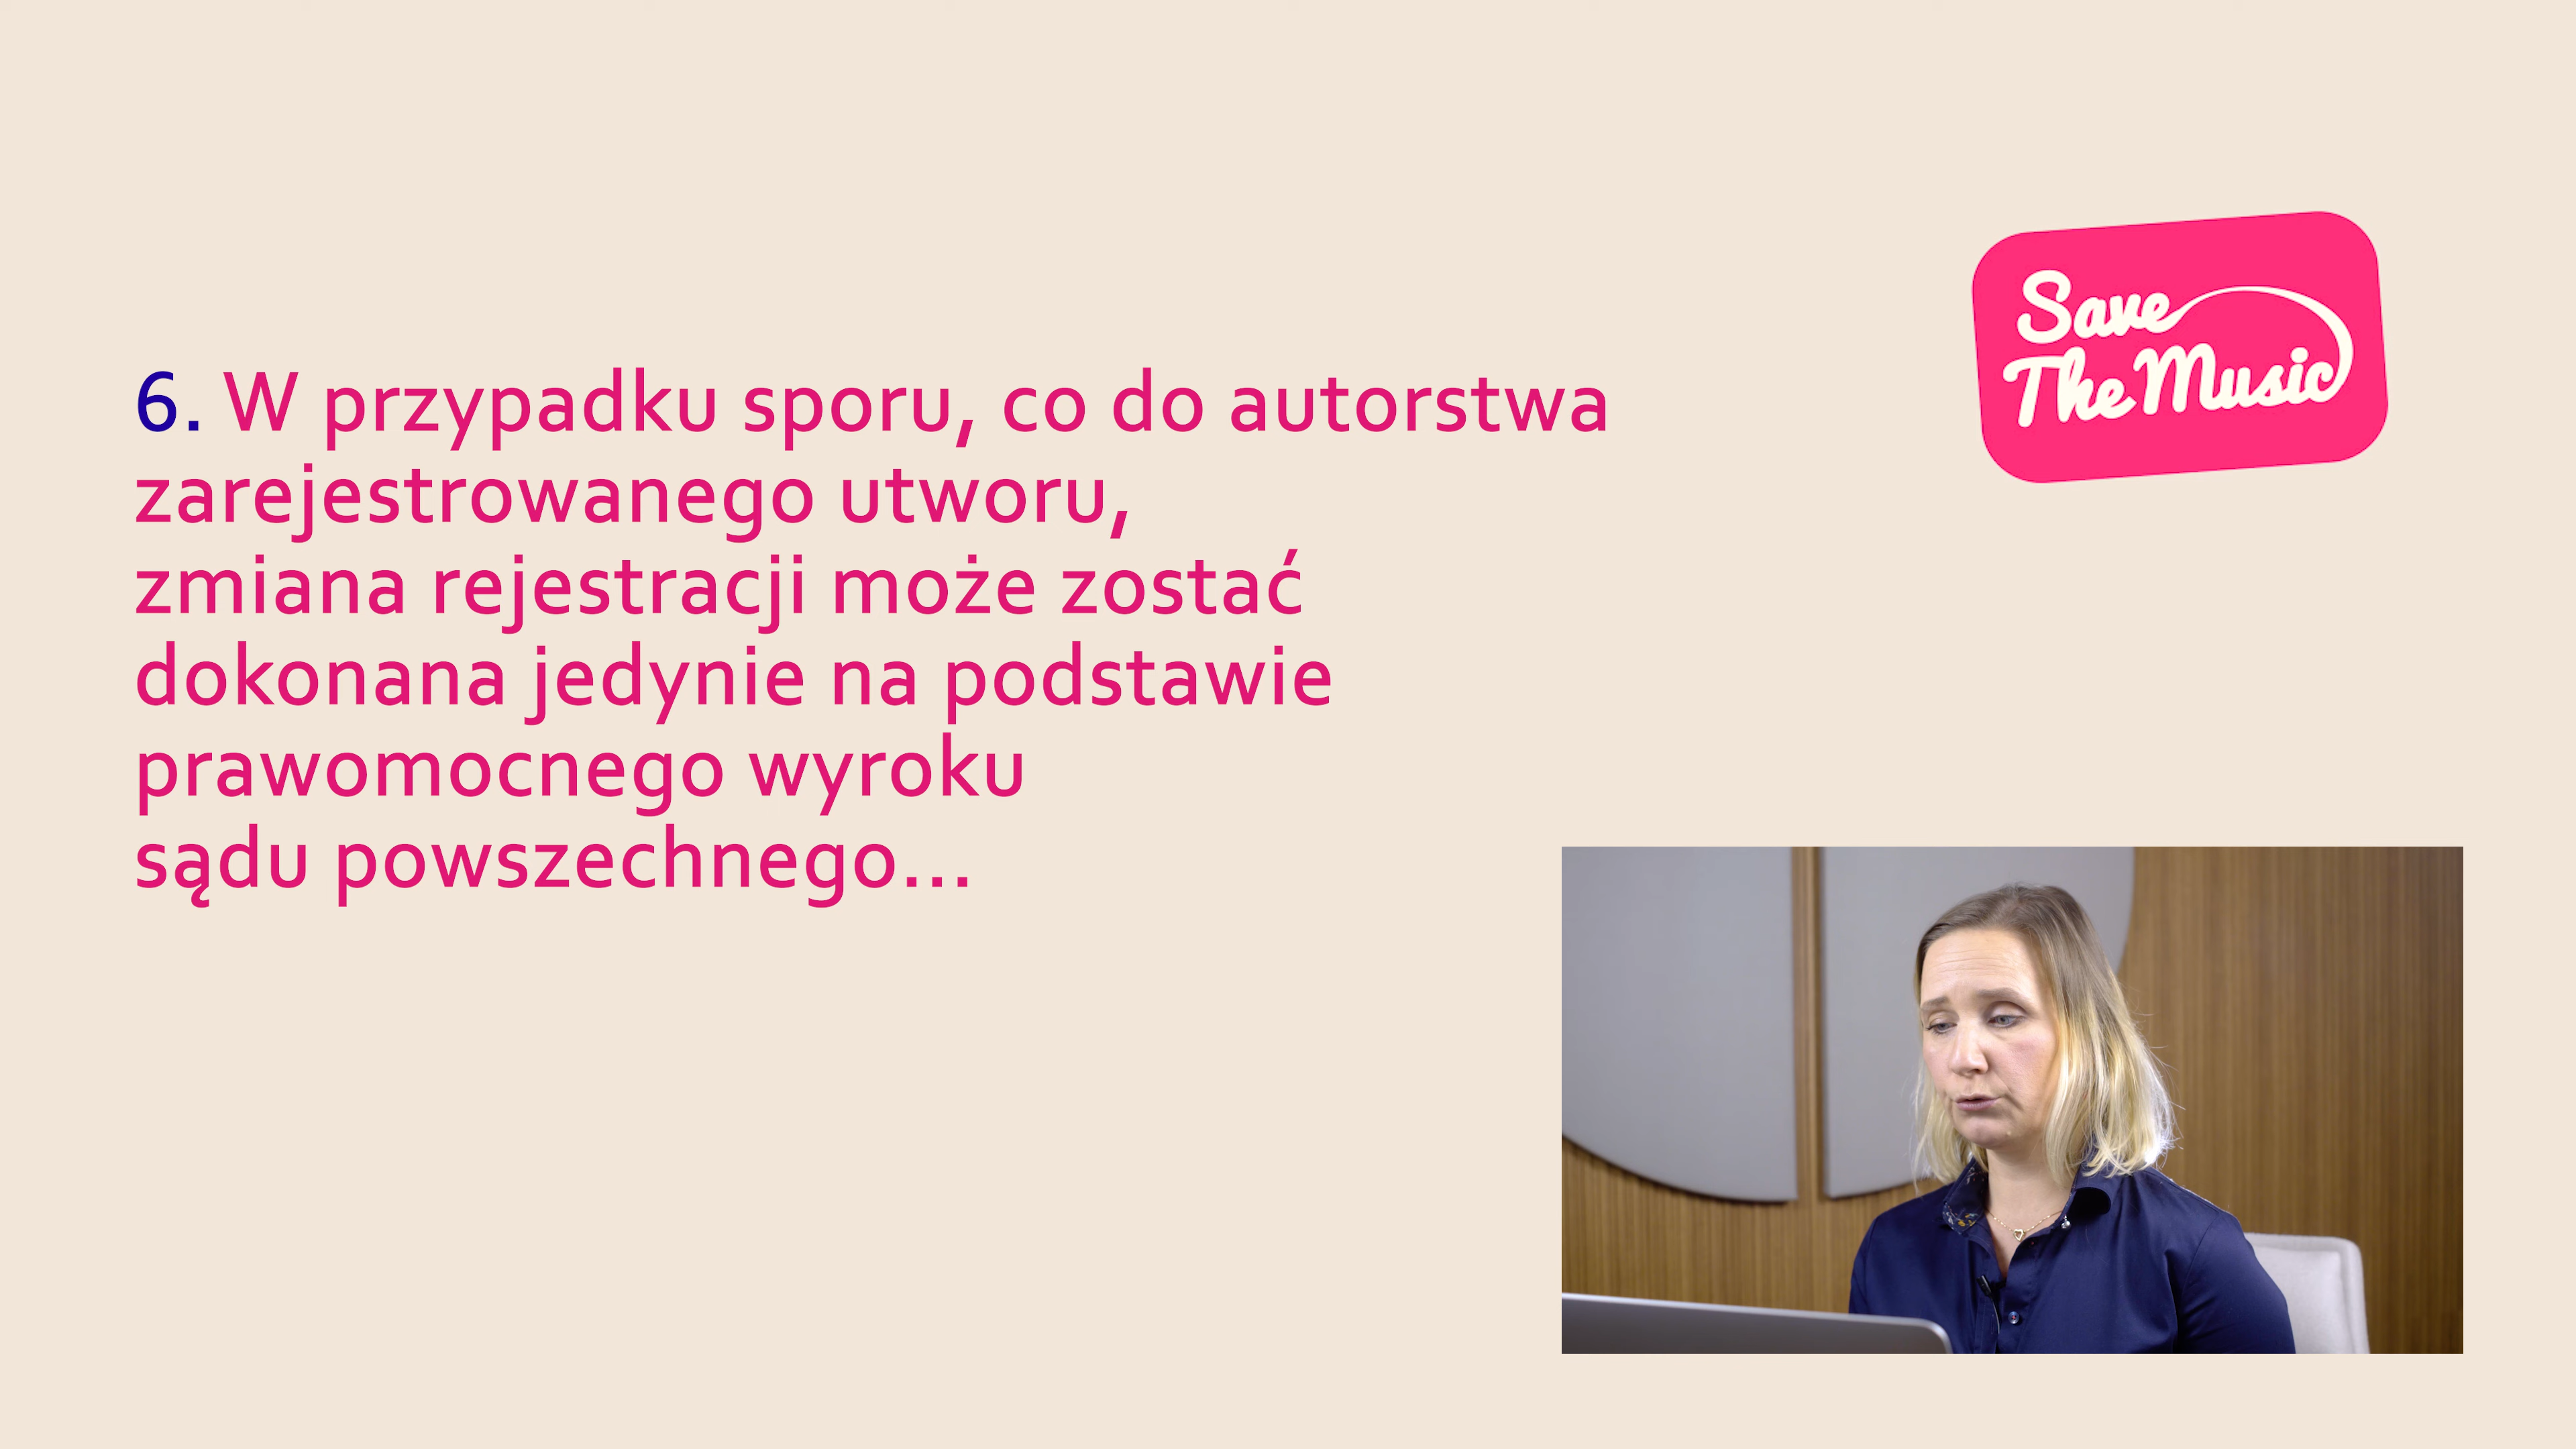 6. W przypadku sporu, co do autorstwa
zarejestrowanego utworu,
zmiana rejestracji może zostać
dokonana jedynie na podstawie
prawomocnego wyroku
sądu powszechnego...
Save
The Music